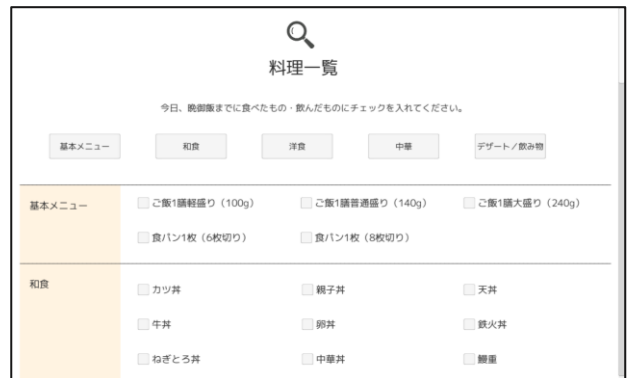 料理一覧
今日、晩御飯までに食べたもの・飲んだものにチェックを入れてください。
基本メニュー 和食 洋食 中華 デザート／飲み物
基本メニュー ご飯1膳軽盛り（100g） ご飯1膳普通盛り（140g） ご飯1膳大盛り（240g）
食パン1枚（6枚切り） 食パン1枚（8枚切り）
和食 カツ丼 親子丼 天丼
牛丼 卵丼 鉄火丼
ねぎとろ丼 中華丼 鰻重